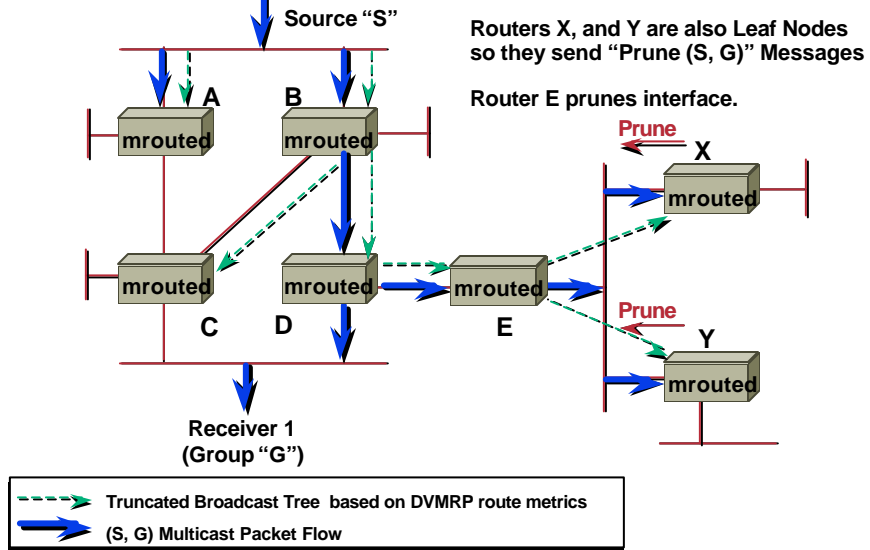 Source “S”
Routers X, and Y are also Leaf Nodes
so they send “Prune (S, G)” Messages
Router E prunes interface.
A
B
mrouted
mrouted
Prune
X
mrouted
mrouted
mrouted
mrouted
C
D
E
Prune
Y
mrouted
Receiver 1
(Group “G”)
Truncated Broadcast Tree based on DVMRP route metrics
(S, G) Multicast Packet Flow